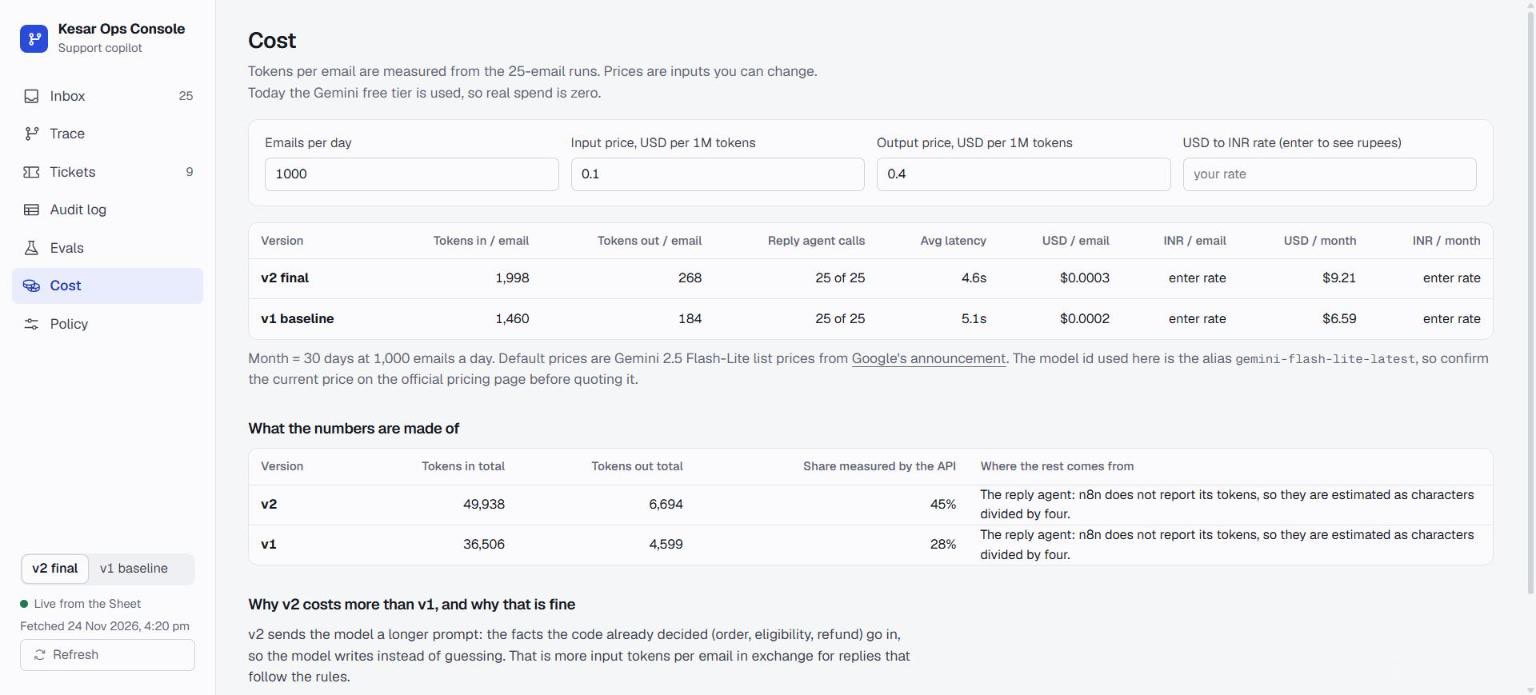 Kesar Ops Console
Support copilot
Inbox 25
Trace
Tickets 9
Audit log
Evals
Cost
Policy
v2 final v1 baseline
Live from the Sheet
Fetched 24 Nov 2026, 4:20 pm
Refresh
Cost
Tokens per email are measured from the 25-email runs. Prices are inputs you can change.
Today the Gemini free tier is used, so real spend is zero.
Emails per day Input price, USD per 1M tokens Output price, USD per 1M tokens USD to INR rate (enter to see rupees)
1000 0.1 0.4 your rate
Version Tokens in / email Tokens out / email Reply agent calls Avg latency USD / email INR / email USD / month INR / month
v2 final 1,998 268 25 of 25 4.6s $0.0003 enter rate $9.21 enter rate
v1 baseline 1,460 184 25 of 25 5.1s $0.0002 enter rate $6.59 enter rate
Month = 30 days at 1,000 emails a day. Default prices are Gemini 2.5 Flash-Lite list prices from Google's announcement. The model id used here is the alias gemini-flash-lite-latest, so confirm
the current price on the official pricing page before quoting it.
What the numbers are made of
Version Tokens in total Tokens out total Share measured by the API Where the rest comes from
v2 49,938 6,694 45% The reply agent: n8n does not report its tokens, so they are estimated as characters
divided by four.
v1 36,506 4,599 28% The reply agent: n8n does not report its tokens, so they are estimated as characters
divided by four.
Why v2 costs more than v1, and why that is fine
v2 sends the model a longer prompt: the facts the code already decided (order, eligibility, refund) go in,
so the model writes instead of guessing. That is more input tokens per email in exchange for replies that
follow the rules.